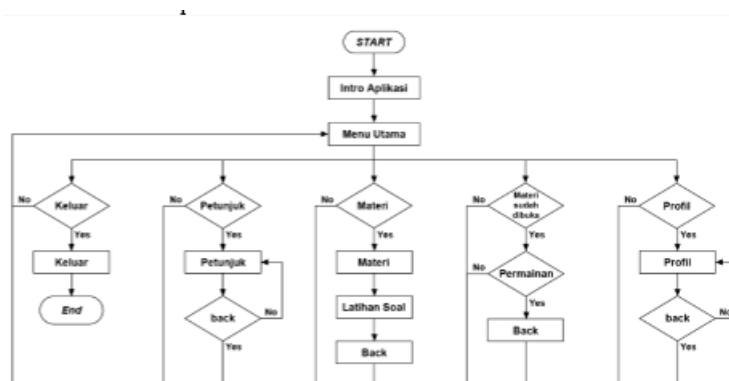 START
Intro Aplikasi
Menu Utama
No
Keluar
No
Petunjuk
No
Materi
No
Materi
sudah
dibuka
No
Profil
Yes
Yes
Yes
Yes
Yes
Keluar
Petunjuk
Materi
No
Permainan
Profil
End
back
No
Latihan Soal
Yes
Back
back
No
Yes
Back
Yes